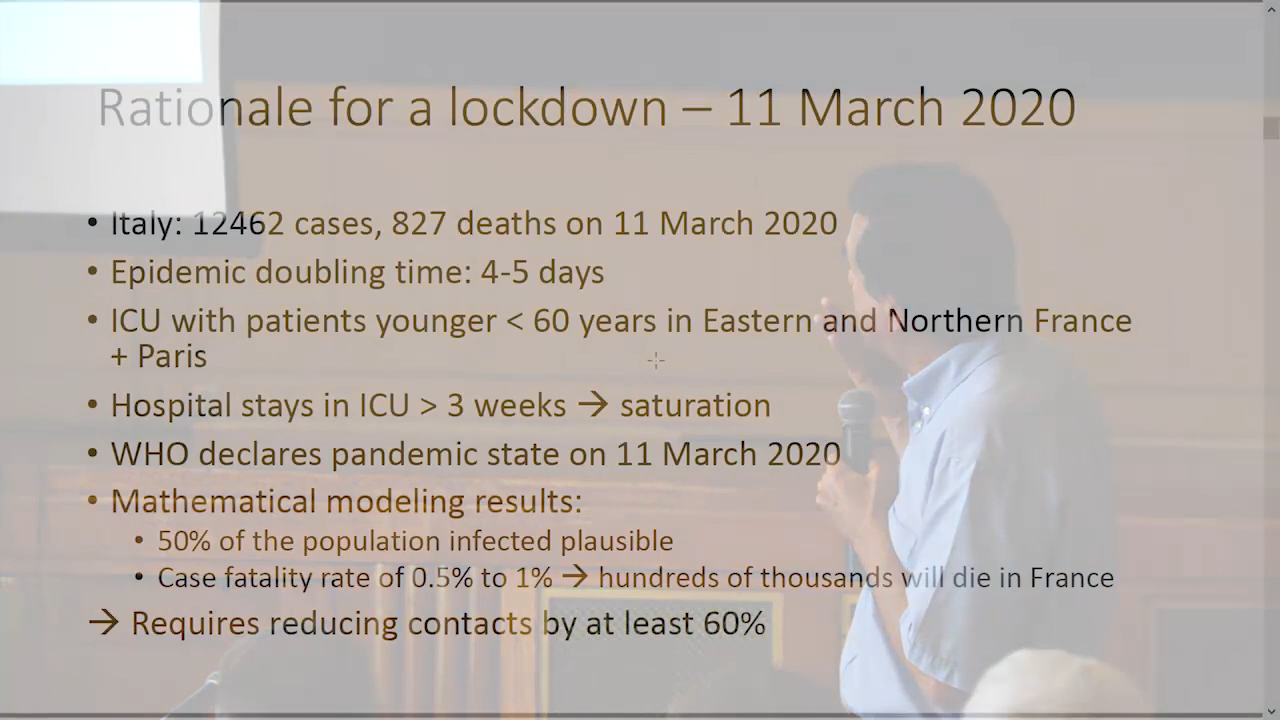 Rationale for a lockdown – 11 March 2020
• Italy: 12462 cases, 827 deaths on 11 March 2020
• Epidemic doubling time: 4-5 days
• ICU with patients younger < 60 years in Eastern and Northern France
+ Paris
• Hospital stays in ICU > 3 weeks → saturation
• WHO declares pandemic state on 11 March 2020
• Mathematical modeling results:
• 50% of the population infected plausible
• Case fatality rate of 0.5% to 1% → hundreds of thousands will die in France
→ Requires reducing contacts by at least 60%